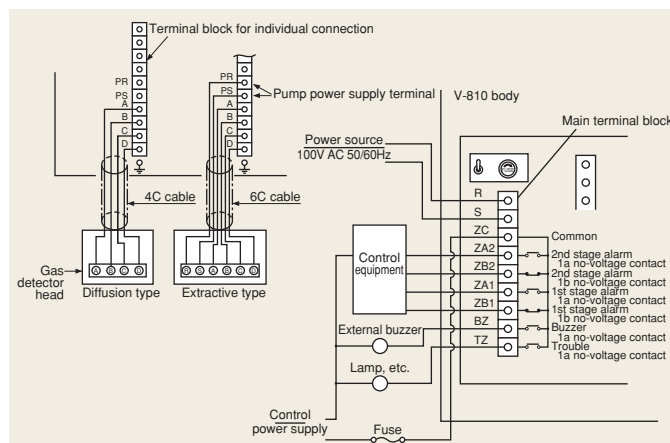 Terminal block for individual connection
PR
PS
A
B
C
D
PR
PS
A
B
C
D
Pump power supply terminal
4C cable
6C cable
Gas
detector
head
A B C D
R S A B C D
Diffusion type
Extractive type
V-810 body
Main terminal block
Power source
100V AC 50/60Hz
R
S
ZC
ZA2
ZB2
ZA1
ZB1
BZ
TZ
Common
2nd stage alarm
1a no-voltage contact
2nd stage alarm
1b no-voltage contact
1st stage alarm
1a no-voltage contact
1st stage alarm
1b no-voltage contact
Buzzer
1a no-voltage contact
Trouble
1a no-voltage contact
Control
equipment
External buzzer
Lamp, etc.
Control
power supply
Fuse